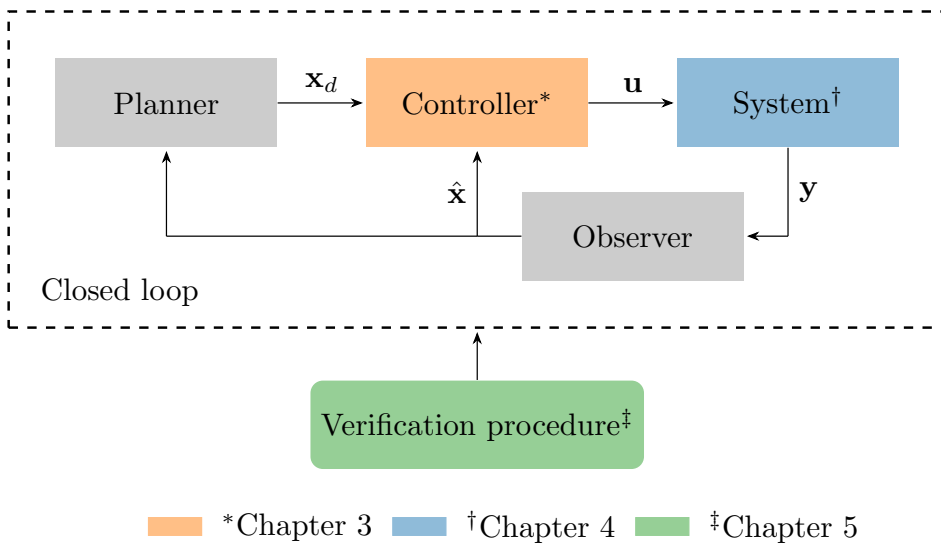 Planner
x_d
Controller*
u
System†
x̂
y
Observer
Closed loop
Verification procedure‡
*Chapter 3
†Chapter 4
‡Chapter 5